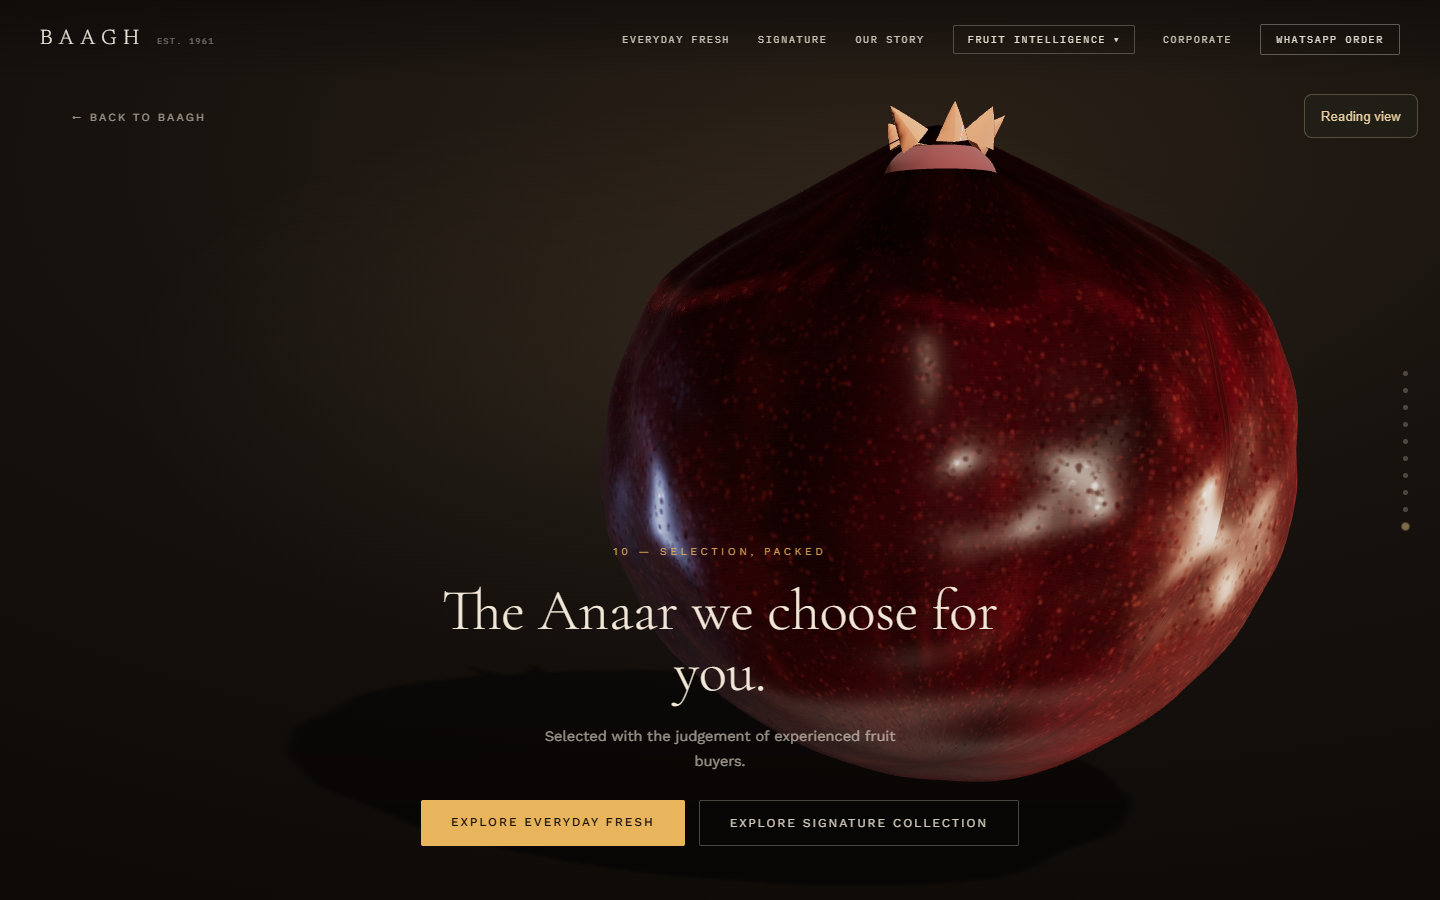 BAAGH EST. 1961
EVERYDAY FRESH SIGNATURE OUR STORY FRUIT INTELLIGENCE ▾ CORPORATE WHATSAPP ORDER
← BACK TO BAAGH
Reading view
10 — SELECTION, PACKED
The Anaar we choose for
you.
Selected with the judgement of experienced fruit
buyers.
EXPLORE EVERYDAY FRESH
EXPLORE SIGNATURE COLLECTION